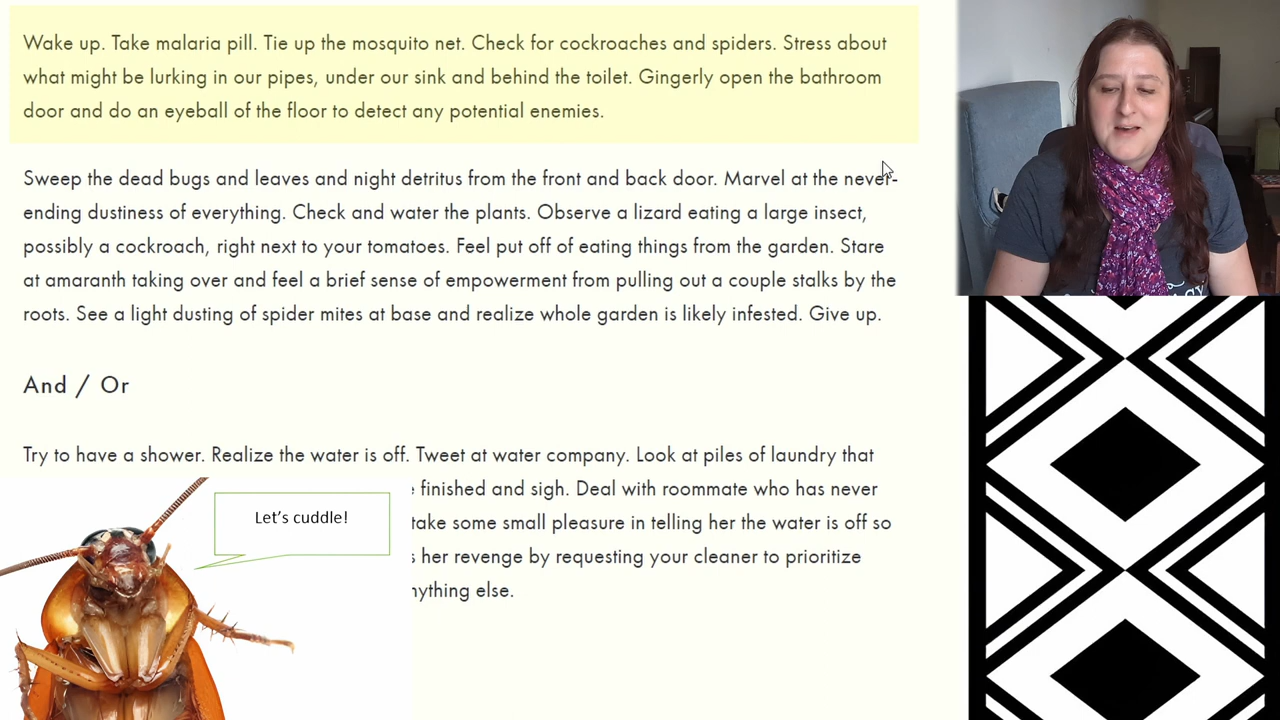 Wake up. Take malaria pill. Tie up the mosquito net. Check for cockroaches and spiders. Stress about
what might be lurking in our pipes, under our sink and behind the toilet. Gingerly open the bathroom
door and do an eyeball of the floor to detect any potential enemies.
Sweep the dead bugs and leaves and night detritus from the front and back door. Marvel at the never-
ending dustiness of everything. Check and water the plants. Observe a lizard eating a large insect,
possibly a cockroach, right next to your tomatoes. Feel put off of eating things from the garden. Stare
at amaranth taking over and feel a brief sense of empowerment from pulling out a couple stalks by the
roots. See a light dusting of spider mites at base and realize whole garden is likely infested. Give up.
And / Or
Try to have a shower. Realize the water is off. Tweet at water company. Look at piles of laundry that
finished and sigh. Deal with roommate who has never
take some small pleasure in telling her the water is off so
her revenge by requesting your cleaner to prioritize
else.
Let's cuddle!